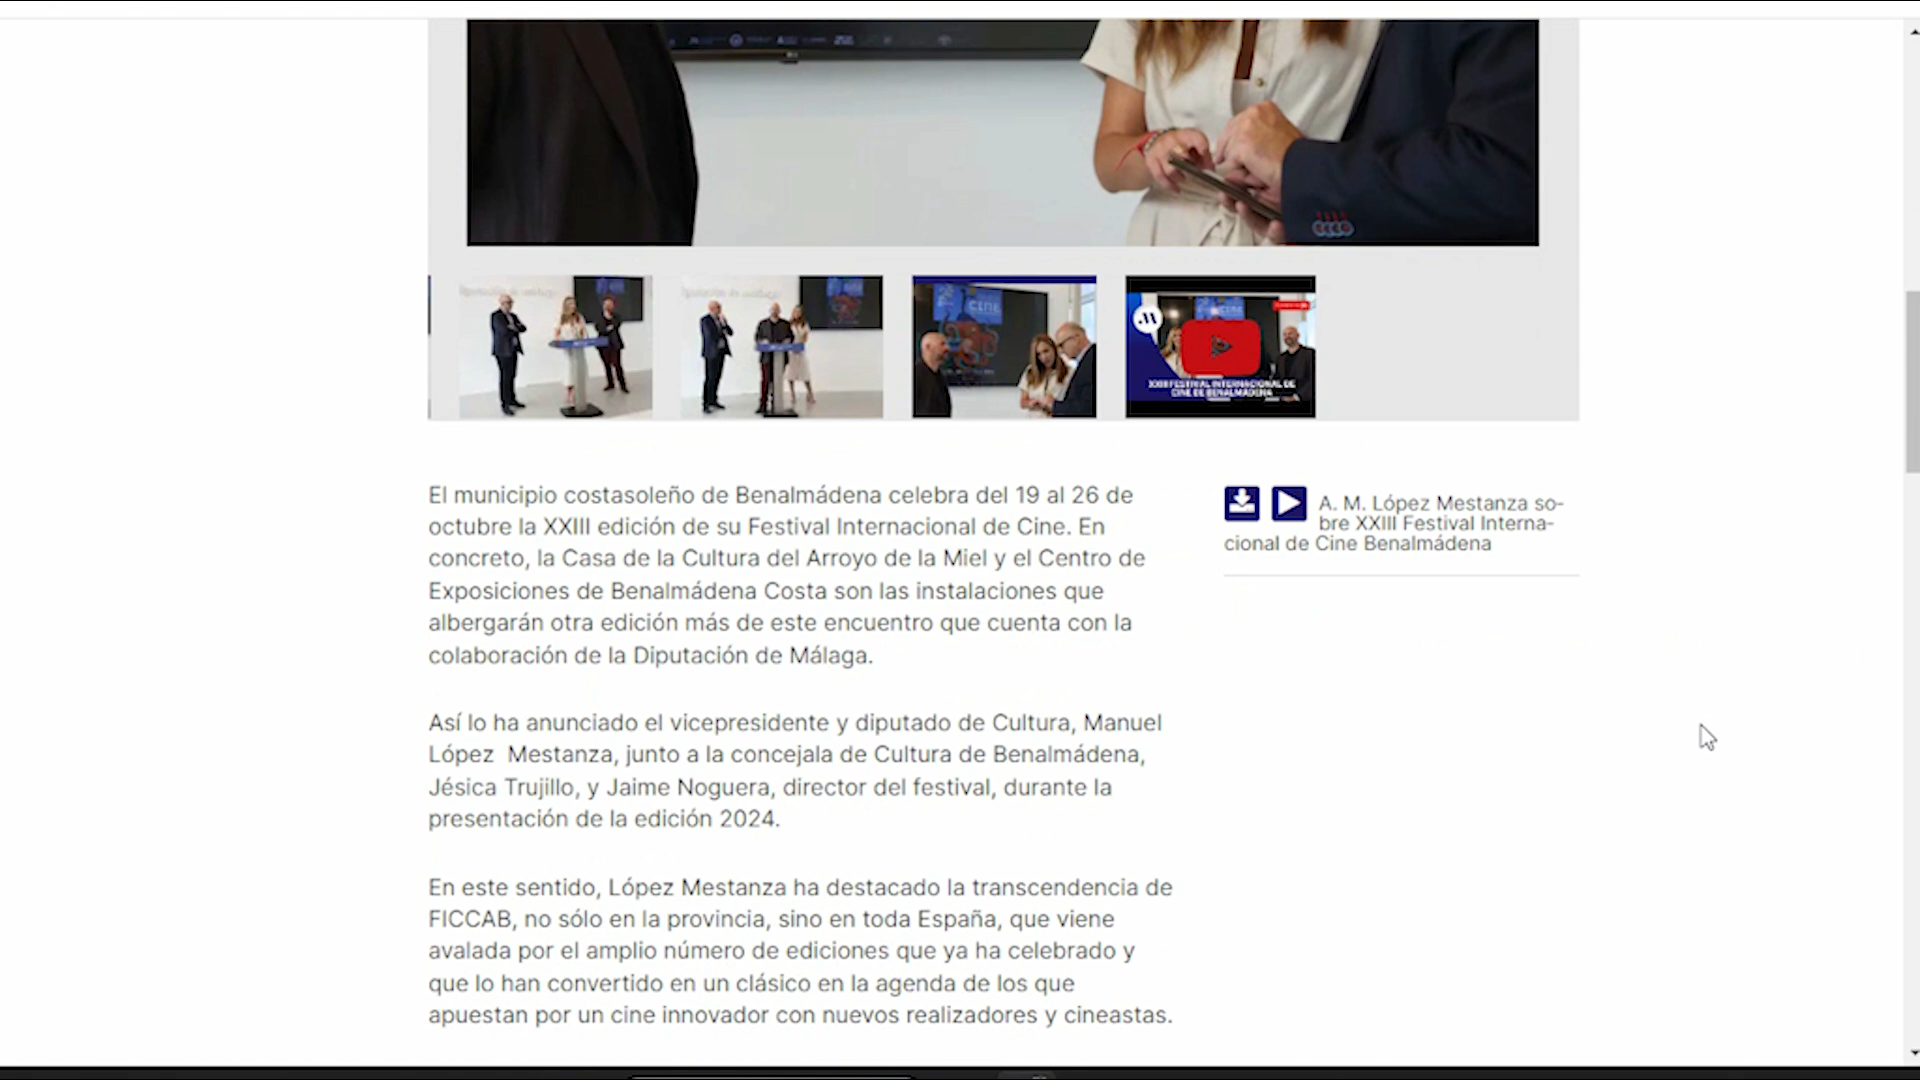 CINE
XXIII FESTIVAL INTERNACIONAL DE
CINE DE BENALMÁDENA
El municipio costasoleño de Benalmádena celebra del 19 al 26 de
octubre la XXIII edición de su Festival Internacional de Cine. En
concreto, la Casa de la Cultura del Arroyo de la Miel y el Centro de
Exposiciones de Benalmádena Costa son las instalaciones que
albergarán otra edición más de este encuentro que cuenta con la
colaboración de la Diputación de Málaga.
Así lo ha anunciado el vicepresidente y diputado de Cultura, Manuel
López Mestanza, junto a la concejala de Cultura de Benalmádena,
Jésica Trujillo, y Jaime Noguera, director del festival, durante la
presentación de la edición 2024.
En este sentido, López Mestanza ha destacado la transcendencia de
FICCAB, no sólo en la provincia, sino en toda España, que viene
avalada por el amplio número de ediciones que ya ha celebrado y
que lo han convertido en un clásico en la agenda de los que
apuestan por un cine innovador con nuevos realizadores y cineastas.
A. M. López Mestanza so-
bre XXIII Festival Interna-
cional de Cine Benalmádena